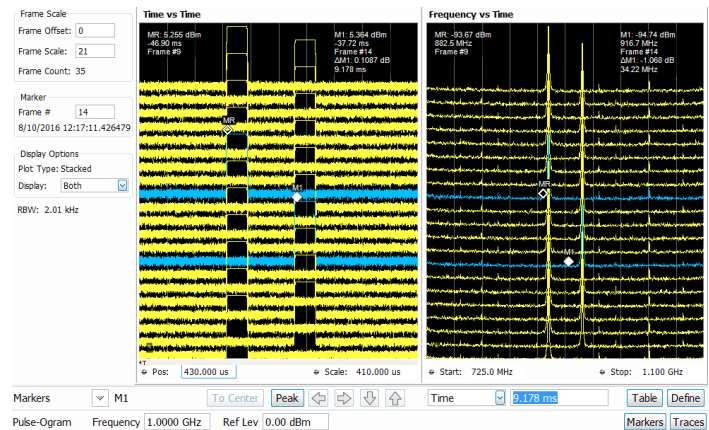 Frame Scale
Frame Offset: 0
Frame Scale: 21
Frame Count: 35
Marker
Frame # 14
8/10/2016 12:17:11.426479
Display Options
Plot Type: Stacked
Display: Both
RBW: 2.01 kHz
Time vs Time
MR: 5.256 dBm
-46.90 ms
Frame #9
M1: 5.364 dBm
-37.72 ms
Frame #14
ΔM1: 0.1087 dB
9.178 ms
MR
M1
T
Pos: 430.000 us
Scale: 410.000 us
Frequency vs Time
MR: -93.67 dBm
882.5 MHz
Frame #9
M1: -94.74 dBm
916.7 MHz
Frame #14
ΔM1: -1.068 dB
34.22 MHz
MR
M1
Start: 725.0 MHz
Stop: 1.100 GHz
Markers M1 To Center Peak Time 9.178 ms Table Define
Pulse-Ogram Frequency 1.0000 GHz Ref Lev 0.00 dBm Markers Traces